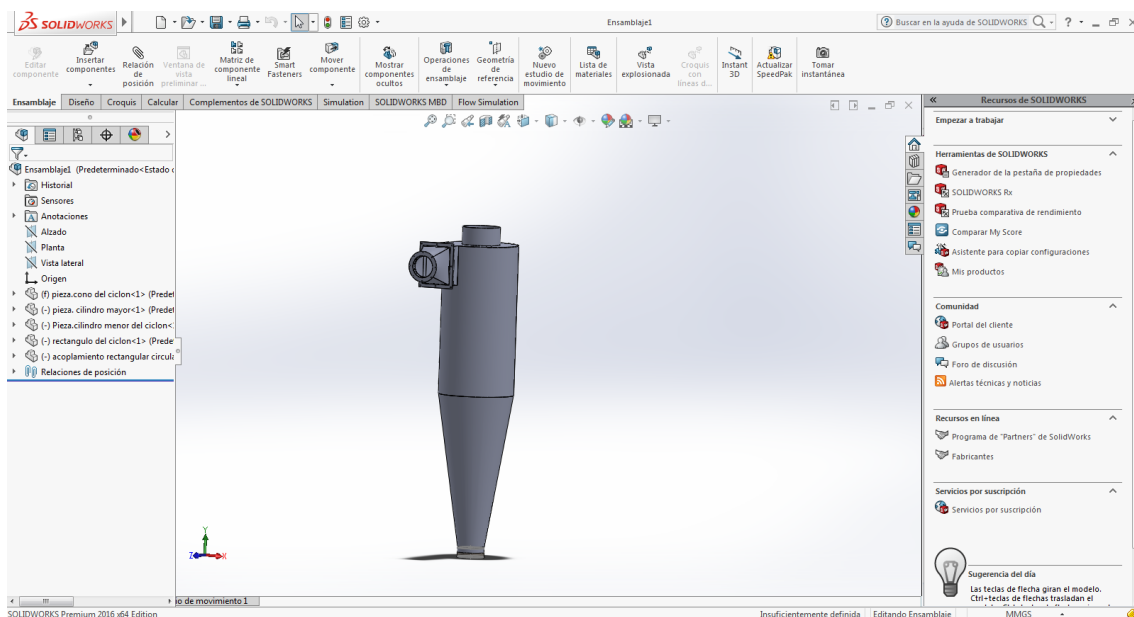 SOLIDWORKS
Ensamblaje1
Buscar en la ayuda de SOLIDWORKS
Editar componente
Insertar componentes
Relación de posición
Ventana de vista preliminar ...
Matriz de componente lineal
Smart Fasteners
Mover componente
Mostrar componentes ocultos
Operaciones de ensamblaje
Geometría de referencia
Nuevo estudio de movimiento
Lista de materiales
Vista explosionada
Croquis con líneas d...
Instant 3D
Actualizar SpeedPak
Tomar instantánea
Ensamblaje Diseño Croquis Calcular Complementos de SOLIDWORKS Simulation SOLIDWORKS MBD Flow Simulation
Ensamblaje1 (Predeterminado<Estado
Historial
Sensores
Anotaciones
Alzado
Planta
Vista lateral
Origen
(f) pieza.cono del ciclon<1> (Predet
(-) pieza. cilindro mayor<1> (Predet
(-) Pieza.cilindro menor del ciclon<
(-) rectangulo del ciclon<1> (Prede
(-) acoplamiento rectangular circula
Relaciones de posición
Y
Z
X
io de movimiento 1
Recursos de SOLIDWORKS
Empezar a trabajar
Herramientas de SOLIDWORKS
Generador de la pestaña de propiedades
SOLIDWORKS Rx
Prueba comparativa de rendimiento
Comparar My Score
Asistente para copiar configuraciones
Mis productos
Comunidad
Portal del cliente
Grupos de usuarios
Foro de discusión
Alertas técnicas y noticias
Recursos en línea
Programa de "Partners" de SolidWorks
Fabricantes
Servicios por suscripción
Servicios por suscripción
Sugerencia del día
Las teclas de flecha giran el modelo.
Ctrl+teclas de flechas trasladan el
SOLIDWORKS Premium 2016 x64 Edition
Insuficientemente definida Editando Ensamblaje MMGS